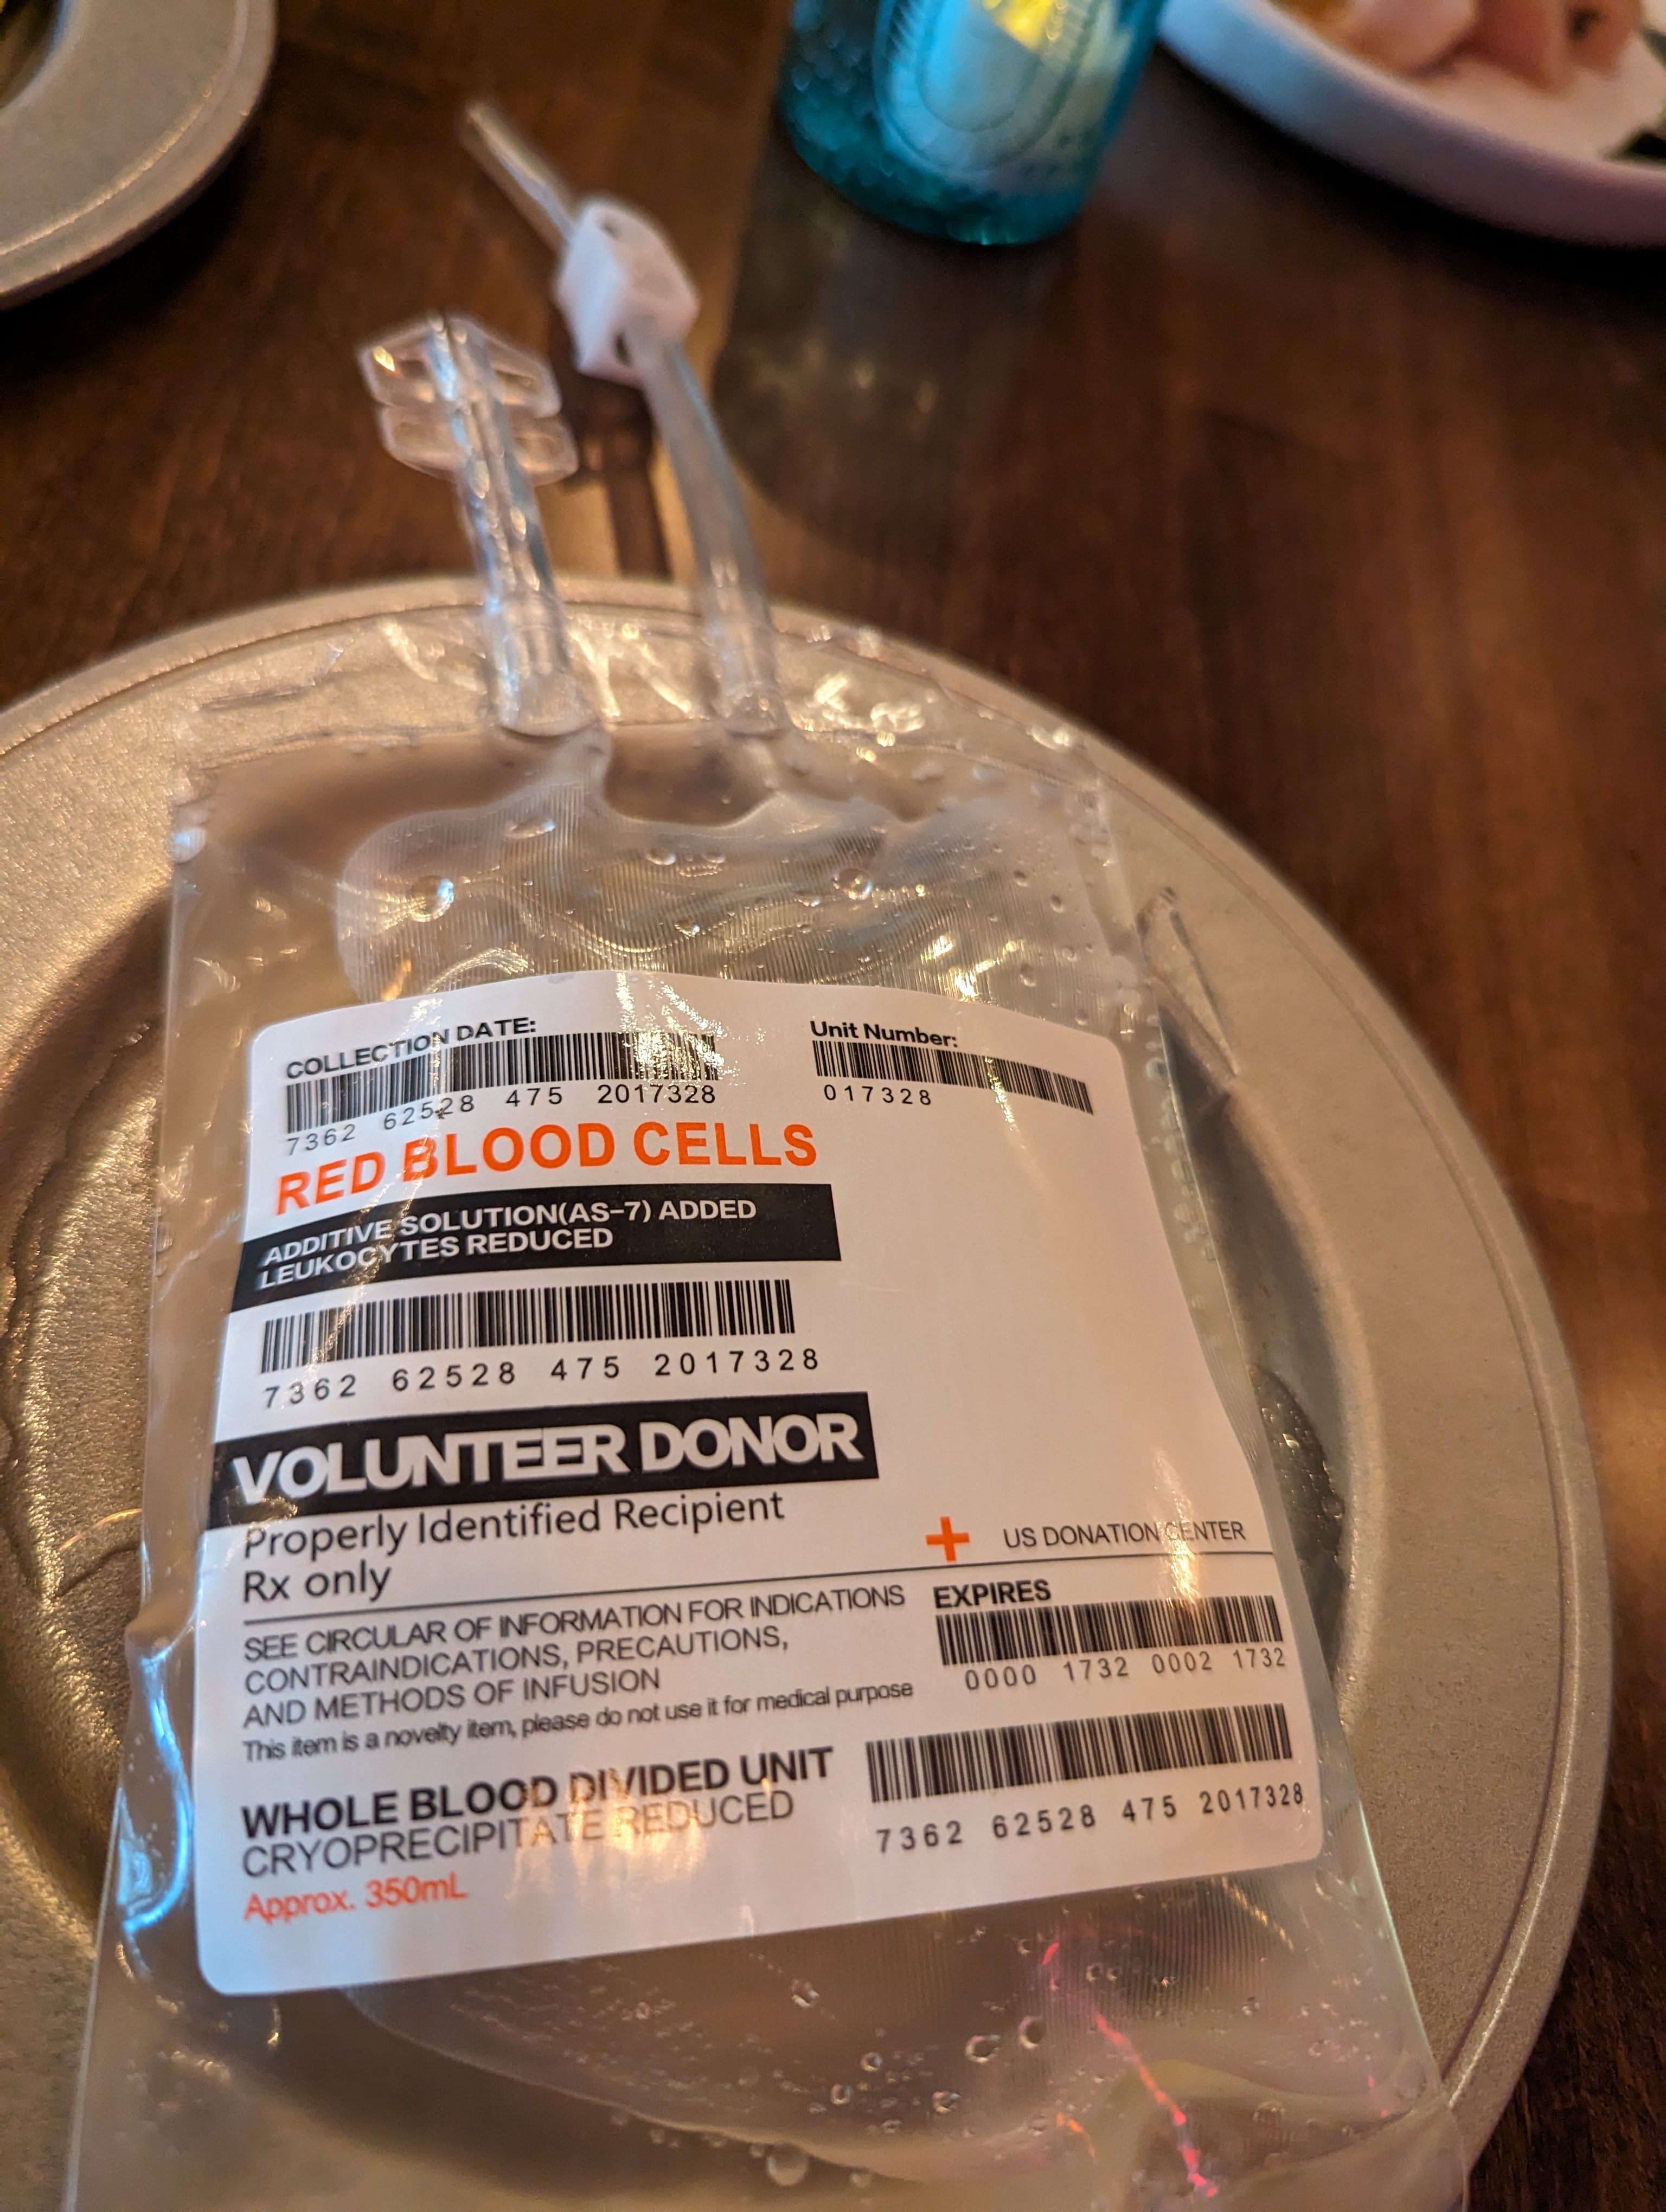 COLLECTION DATE:
7362 62528 475 2017328
Unit Number:
017328
RED BLOOD CELLS
ADDITIVE SOLUTION(AS-7) ADDED
LEUKOCYTES REDUCED
7362 62528 475 2017328
VOLUNTEER DONOR
Properly Identified Recipient
Rx only
US DONATION CENTER
SEE CIRCULAR OF INFORMATION FOR INDICATIONS
CONTRAINDICATIONS, PRECAUTIONS,
AND METHODS OF INFUSION
This item is a novelty item, please do not use it for medical purpose
EXPIRES
0000 1732 0002 1732
WHOLE BLOOD DIVIDED UNIT
CRYOPRECIPITATE REDUCED
Approx. 350mL
7362 62528 475 2017328